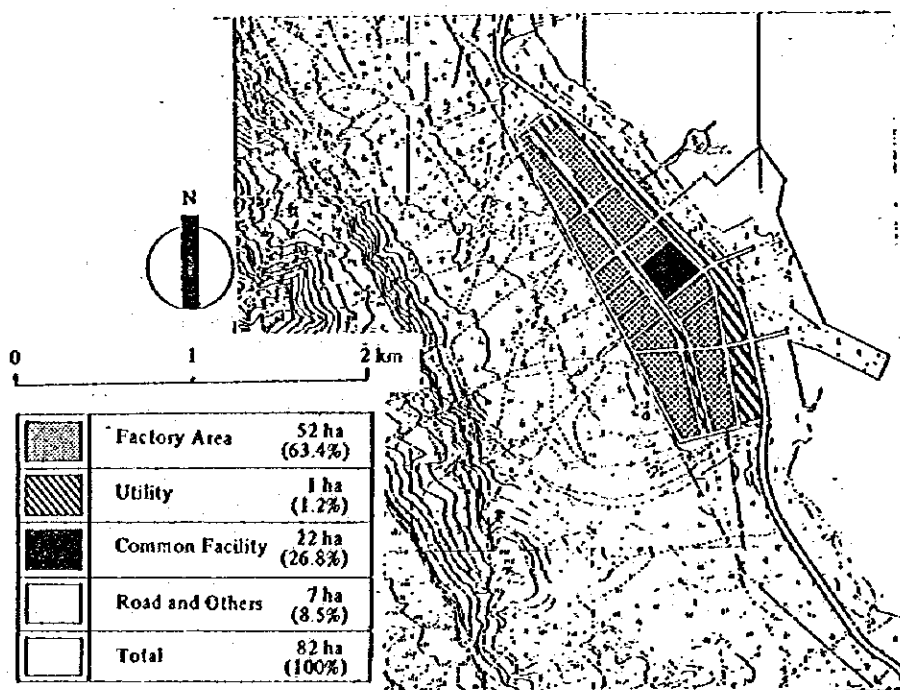 N
0 1 2 km
Factory Area 52 ha
(63.4%)
Utility 1 ha
(1.2%)
Common Facility 22 ha
(26.8%)
Road and Others 7 ha
(8.5%)
Total 82 ha
(100%)